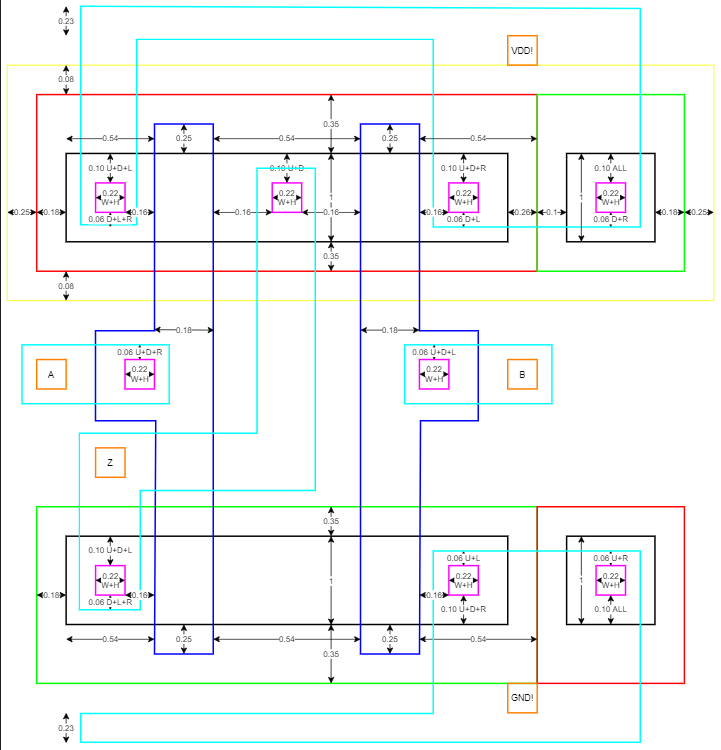 0.23
VDD!
0.08
0.35
0.54
0.25
0.54
0.25
0.54
0.10 U+D+L
0.10 U+D
0.10 U+D+R
0.10 ALL
0.22
W+H
0.22
W+H
0.22
W+H
0.22
W+H
1
1
0.25
0.18
0.16
0.16
0.16
0.16
0.26
0.1
0.18
0.25
0.06 D+L+R
0.06 D+L
0.06 D+R
0.35
0.08
0.18
0.18
0.06 U+D+R
0.06 U+D+L
A
0.22
W+H
0.22
W+H
B
Z
0.35
0.10 U+D+L
0.06 U+L
0.06 U+R
0.22
W+H
0.22
W+H
0.22
W+H
1
1
0.18
0.16
0.16
0.06 D+L+R
0.10 U+D+R
0.10 ALL
0.54
0.25
0.54
0.25
0.54
0.35
GND!
0.23